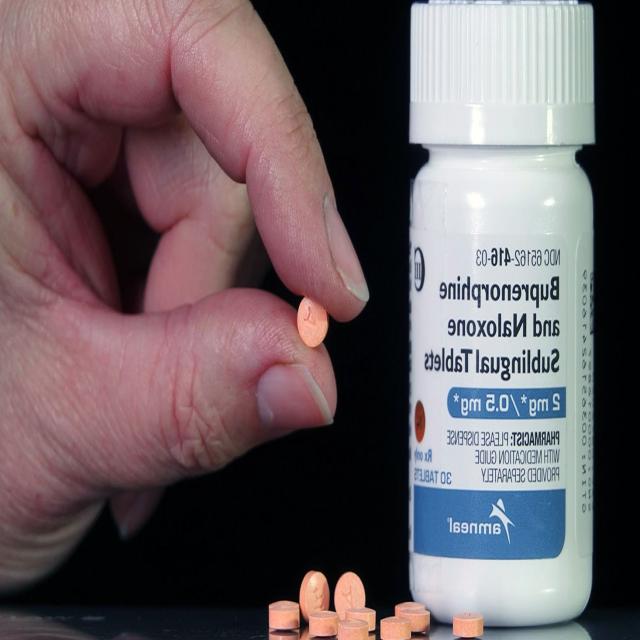 NDC 65162-416-03
Buprenorphine
and Naloxone
Sublingual Tablets
2 mg*/0.5 mg*
PHARMACIST: PLEASE DISPENSE
WITH MEDICATION GUIDE
PROVIDED SEPARATELY
Rx only
30 TABLETS
amneal